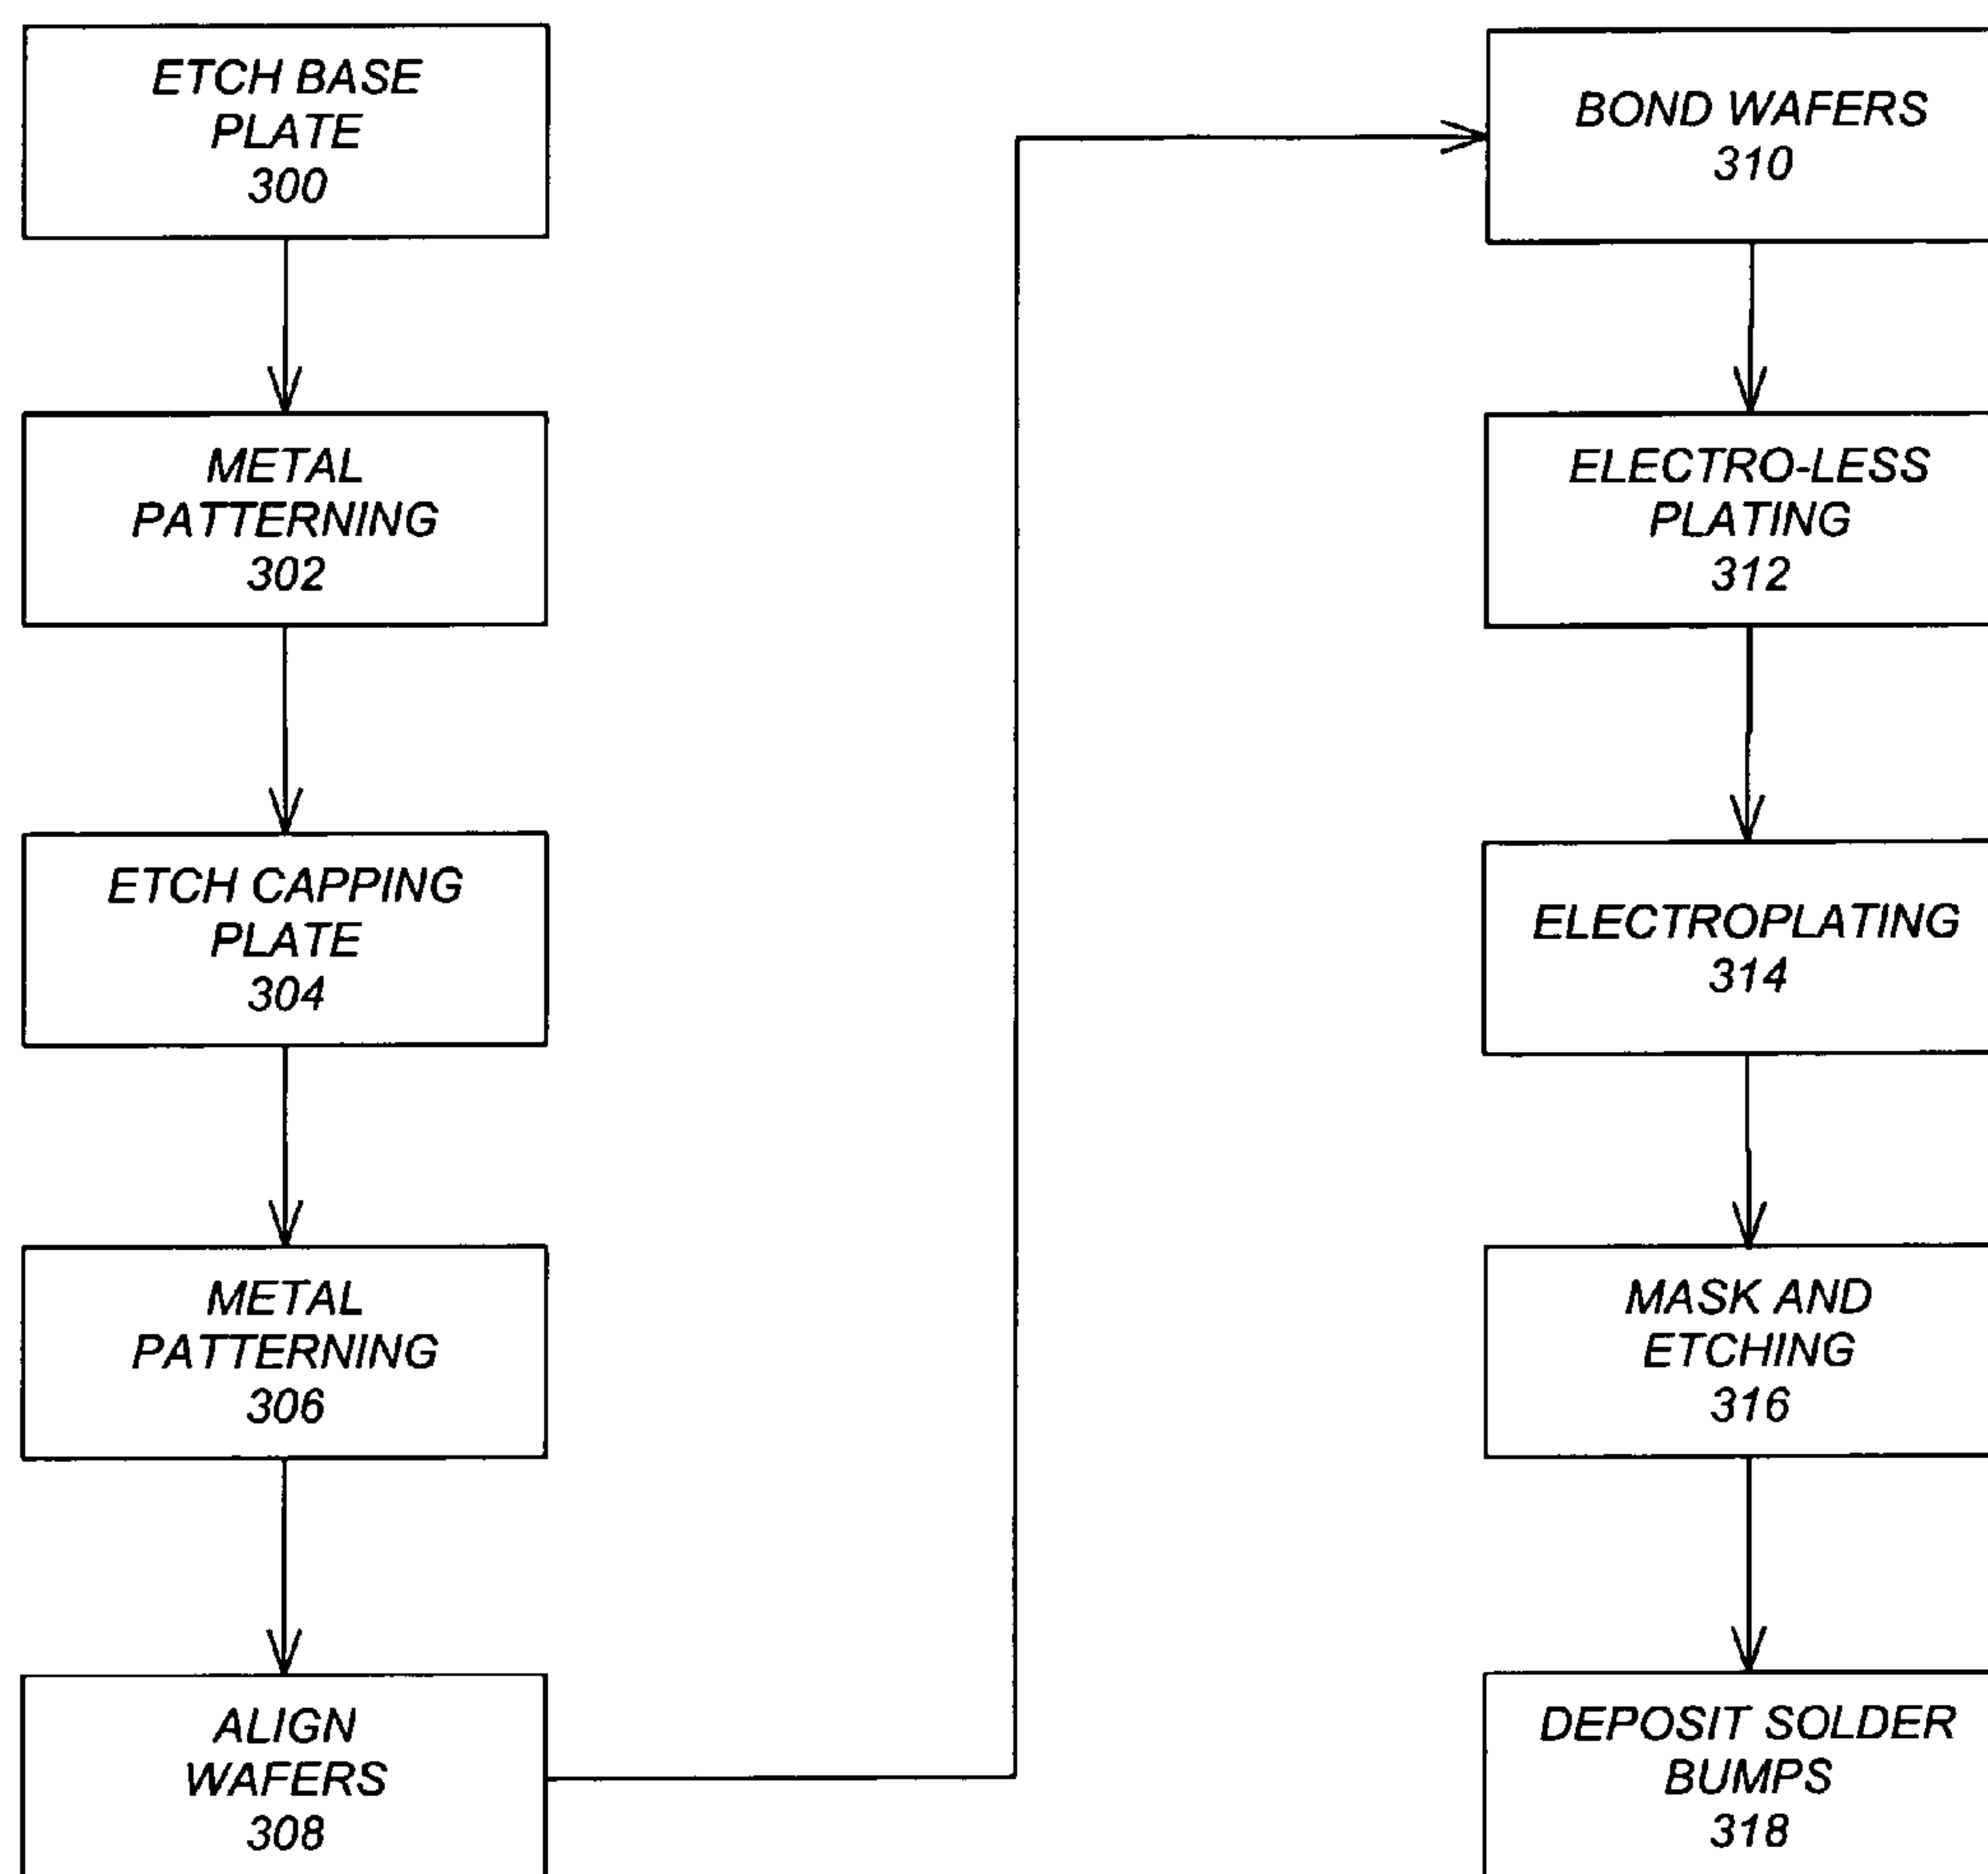 ETCH BASE
PLATE
300
METAL
PATTERNING
302
ETCH CAPPING
PLATE
304
METAL
PATTERNING
306
ALIGN
WAFERS
308
BOND WAFERS
310
ELECTRO-LESS
PLATING
312
ELECTROPLATING
314
MASK AND
ETCHING
316
DEPOSIT SOLDER
BUMPS
318